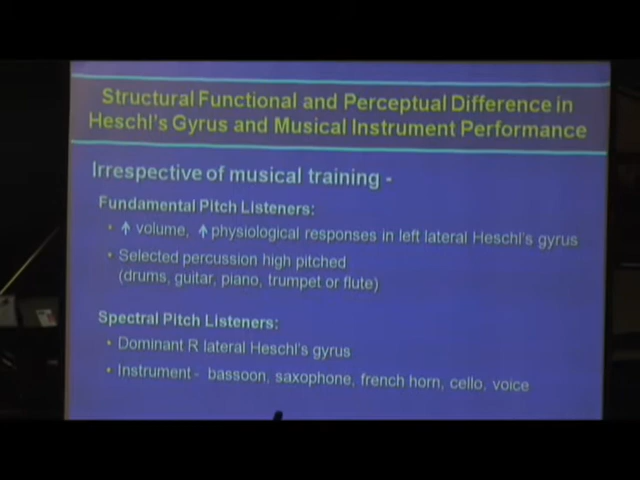 Structural Functional and Perceptual Difference in
Heschl's Gyrus and Musical Instrument Performance
Irrespective of musical training -
Fundamental Pitch Listeners:
• ↑ volume, ↑ physiological responses in left lateral Heschl's gyrus
• Selected percussion high pitched
(drums, guitar, piano, trumpet or flute)
Spectral Pitch Listeners:
• Dominant R lateral Heschl's gyrus
• Instrument - bassoon, saxophone, french horn, cello, voice